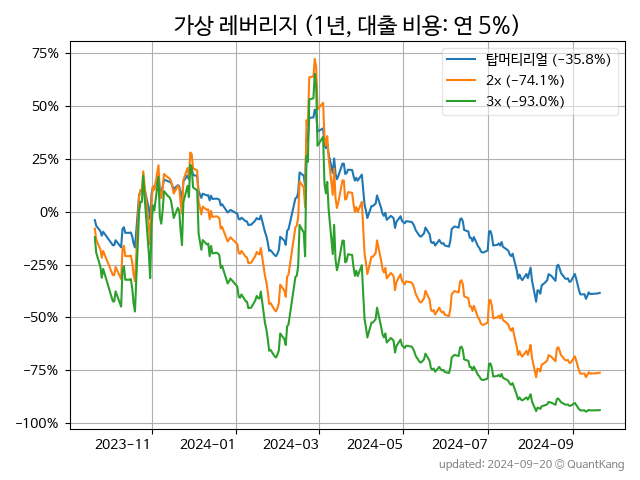 가상 레버리지 (1년, 대출 비용: 연 5%)
탑머티리얼 (−35.8%)
2x (−74.1%)
3x (−93.0%)
75%
50%
25%
0%
−25%
−50%
−75%
−100%
2023-11 2024-01 2024-03 2024-05 2024-07 2024-09
updated: 2024-09-20 © QuantKang